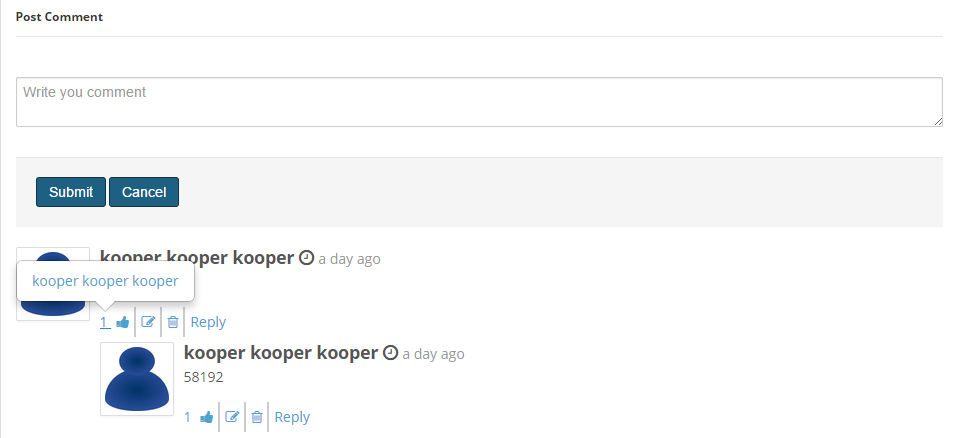 Post Comment
Write you comment
Submit Cancel
kooper kooper kooper a day ago
kooper kooper kooper
1 Reply
kooper kooper kooper a day ago
58192
1 Reply